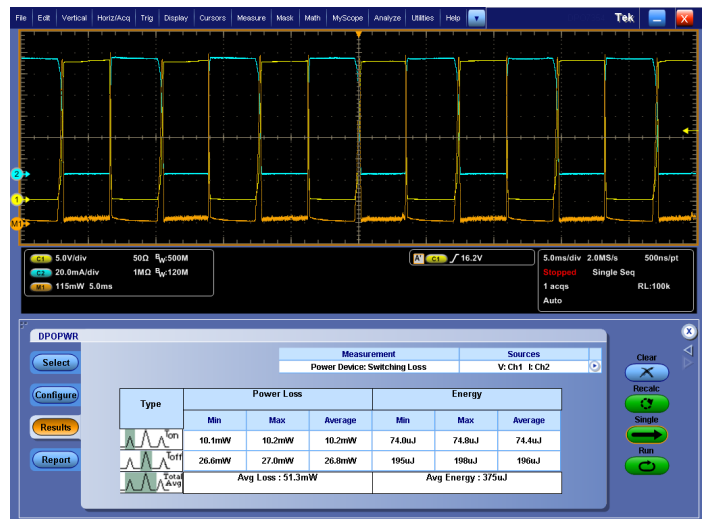 File Edit Vertical Horiz/Acq Trig Display Cursors Measure Mask Math MyScope Analyze Utilities Help Tek X
2
1
M1
C1 5.0V/div 50Ω BW:500M
C2 20.0mA/div 1MΩ BW:120M
M1 115mW 5.0ms
A' C1 / 16.2V
5.0ms/div 2.0MS/s 500ns/pt
Stopped Single Seq
1 acqs RL:100k
Auto
DPOPWR
Select
Configure
Results
Report
Measurement Sources
Power Device: Switching Loss V: Ch1 I: Ch2
Type Power Loss Energy
Min Max Average Min Max Average
Ton 10.1mW 10.2mW 10.2mW 74.0uJ 74.8uJ 74.4uJ
Toff 26.6mW 27.0mW 26.8mW 195uJ 198uJ 196uJ
Total Avg Avg Loss : 51.3mW Avg Energy : 375uJ
X
Clear
Recalc
Single
Run